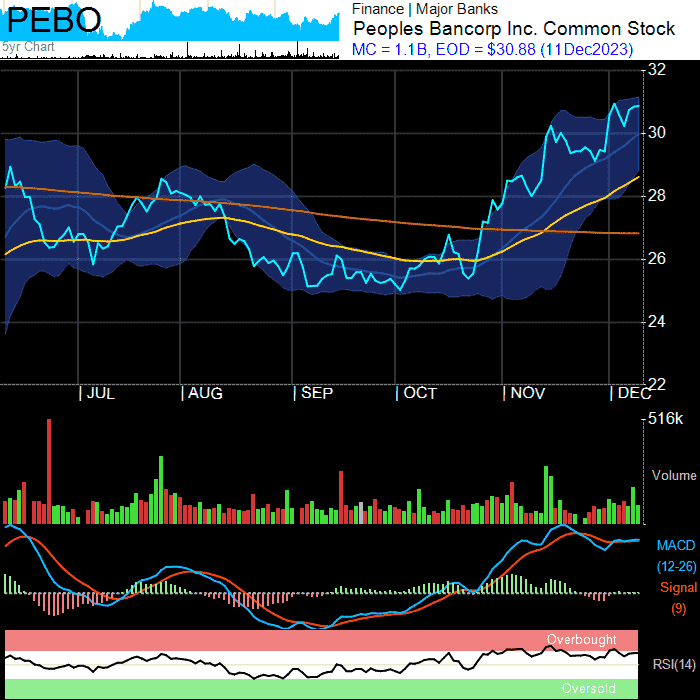 PEBO
5yr Chart
Finance | Major Banks
Peoples Bancorp Inc. Common Stock
MC = 1.1B, EOD = $30.88 (11Dec2023)
32
30
28
26
24
22
| JUL | AUG | SEP | OCT | NOV | DEC
516k
Volume
MACD
(12-26)
Signal
(9)
Overbought
RSI(14)
Oversold